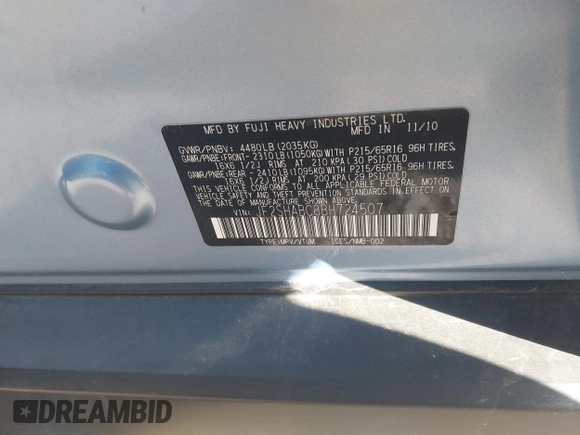 MFD BY FUJI HEAVY INDUSTRIES LTD.
MFD IN 11/10
GVWR/PNBV: 4480LB(2035KG)
GAWR/PNBE:FRONT- 2310LB(1050KG)WITH P215/65R16 96H TIRES,
16X6 1/2J RIMS AT 210 KPA(30 PSI)COLD
GAWR/PNBE:REAR - 2410LB(1095KG)WITH P215/65R16 96H TIRES,
16X6 1/2J RIMS AT 200 KPA(29 PSI)COLD
THIS VEHICLE CONFORMS TO ALL APPLICABLE FEDERAL MOTOR
VEHICLE SAFETY AND BUMPER STANDARDS IN EFFECT ON
THE DATE OF MANUFACTURE SHOWN ABOVE.
VIN: JF2SHABC8BH724507
TYPE:MPV/VTUM ICES/NMB-002
DREAMBID